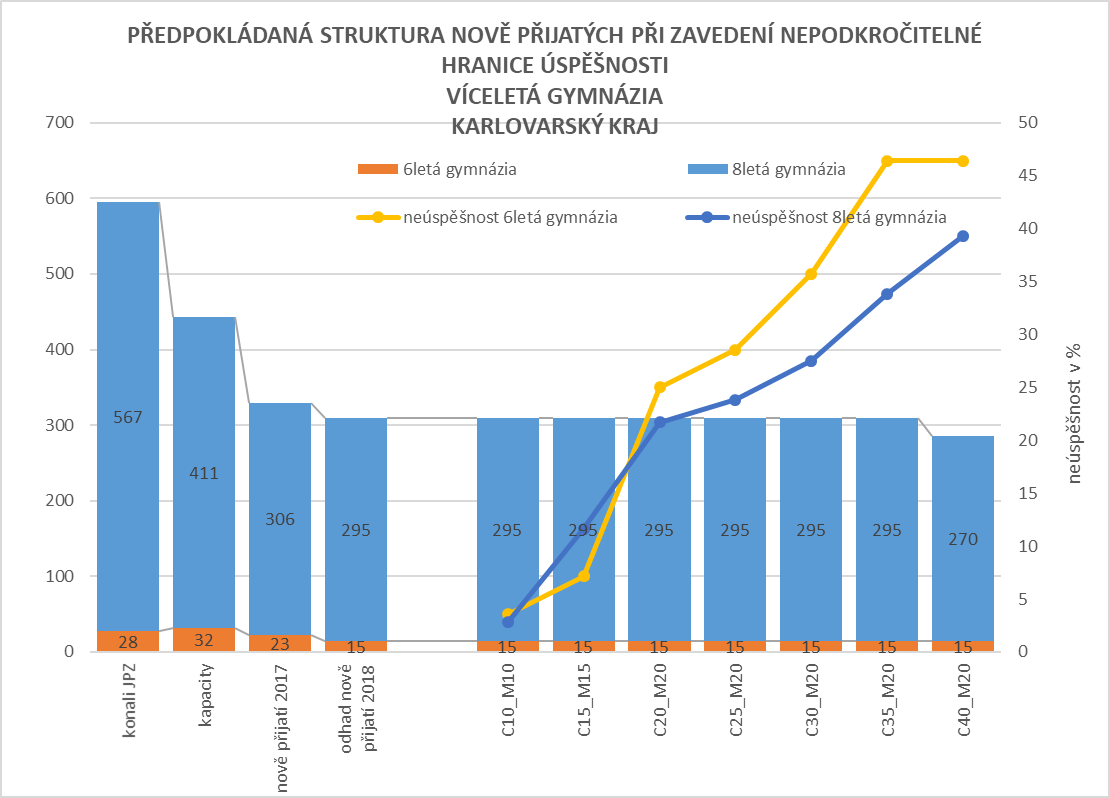 PŘEDPOKLÁDANÁ STRUKTURA NOVĚ PŘIJATÝCH PŘI ZAVEDENÍ NEPODKROČITELNÉ
HRANICE ÚSPĚŠNOSTI
VÍCELETÁ GYMNÁZIA
KARLOVARSKÝ KRAJ
6letá gymnázia
8letá gymnázia
neúspěšnost 6letá gymnázia
neúspěšnost 8letá gymnázia
700
600
500
400
300
200
100
0
50
45
40
35
30
25
20
15
10
5
0
neúspěšnost v %
567
411
306
295
295
295
295
295
295
295
270
28
32
23
15
15
15
15
15
15
15
15
konali JPZ
kapacity
nově přijatí 2017
odhad nově
přijatí 2018
C10_M10
C15_M15
C20_M20
C25_M20
C30_M20
C35_M20
C40_M20